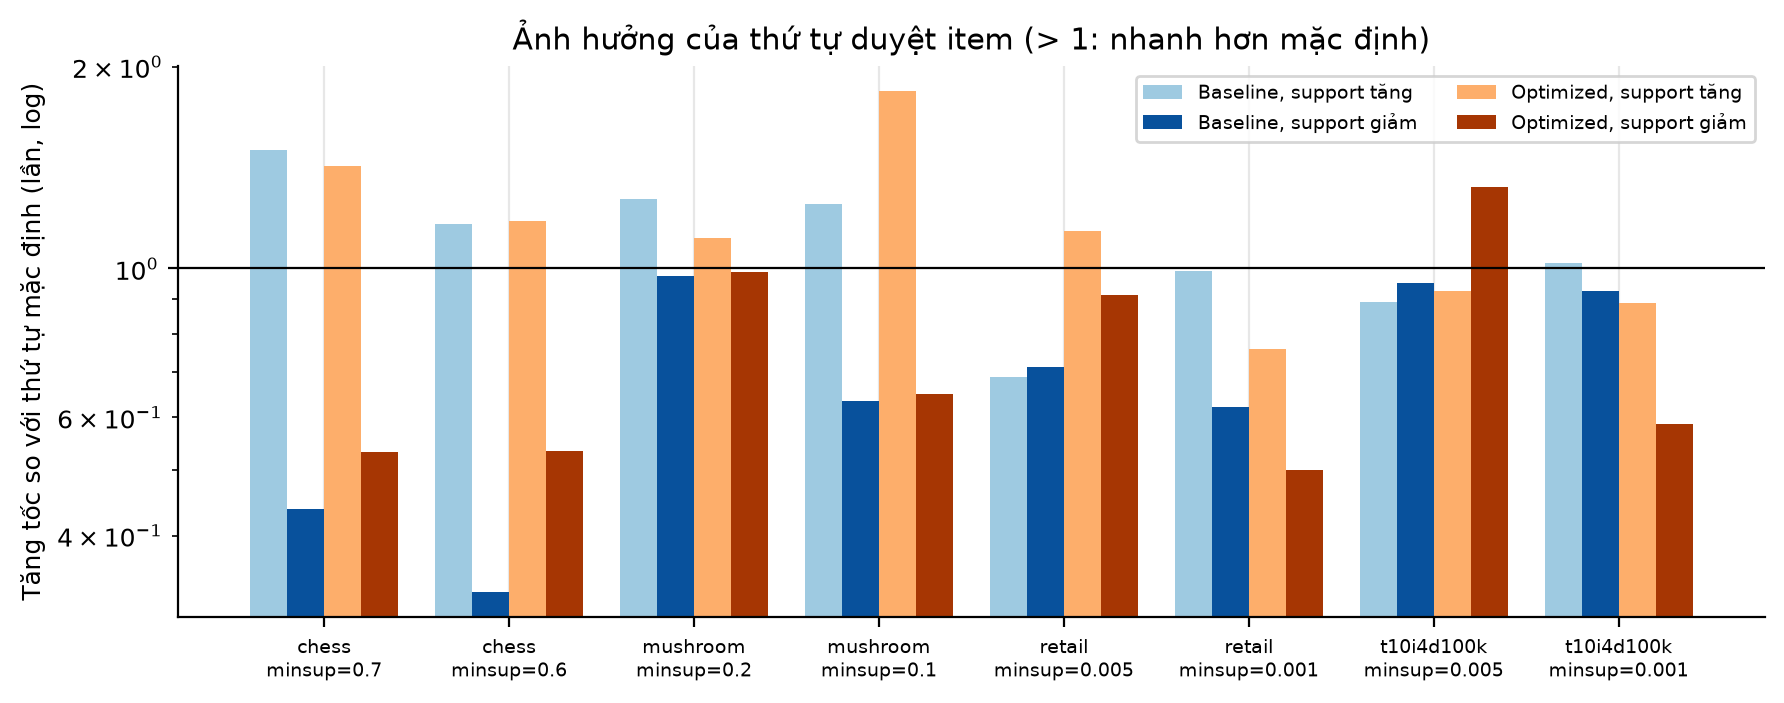 Ảnh hưởng của thứ tự duyệt item (> 1: nhanh hơn mặc định)
Tăng tốc so với thứ tự mặc định (lần, log)
2 × 10⁰
10⁰
6 × 10⁻¹
4 × 10⁻¹
Baseline, support tăng
Baseline, support giảm
Optimized, support tăng
Optimized, support giảm
chess
minsup=0.7
chess
minsup=0.6
mushroom
minsup=0.2
mushroom
minsup=0.1
retail
minsup=0.005
retail
minsup=0.001
t10i4d100k
minsup=0.005
t10i4d100k
minsup=0.001